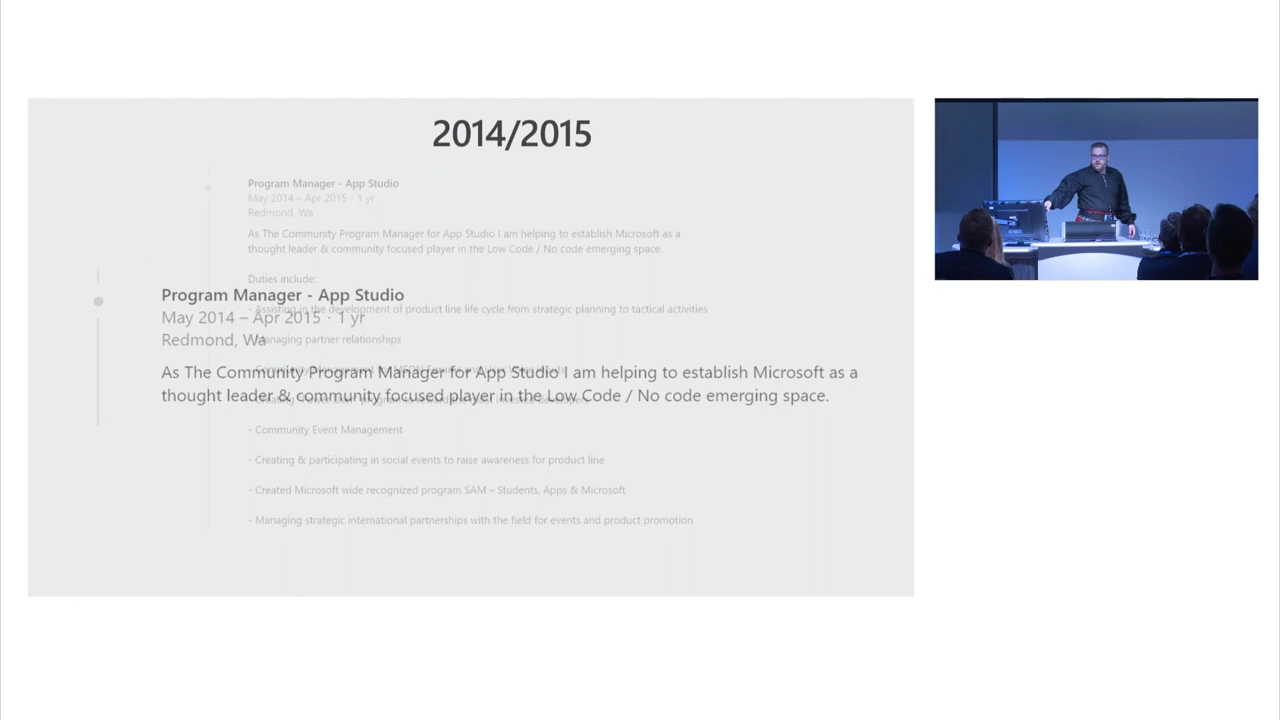 2014/2015
Program Manager - App Studio
May 2014 – Apr 2015 · 1 yr
Redmond, Wa
As The Community Program Manager for App Studio I am helping to establish Microsoft as a
thought leader & community focused player in the Low Code / No code emerging space.
Duties include:
- Assisting in the development of product line life cycle from strategic planning to tactical activities
- Managing partner relationships
- Community Event Management
- Creating & participating in social events to raise awareness for product line
- Created Microsoft wide recognized program SAM – Students, Apps & Microsoft
- Managing strategic international partnerships with the field for events and product promotion
Program Manager - App Studio
May 2014 – Apr 2015 · 1 yr
Redmond, Wa
As The Community Program Manager for App Studio I am helping to establish Microsoft as a
thought leader & community focused player in the Low Code / No code emerging space.